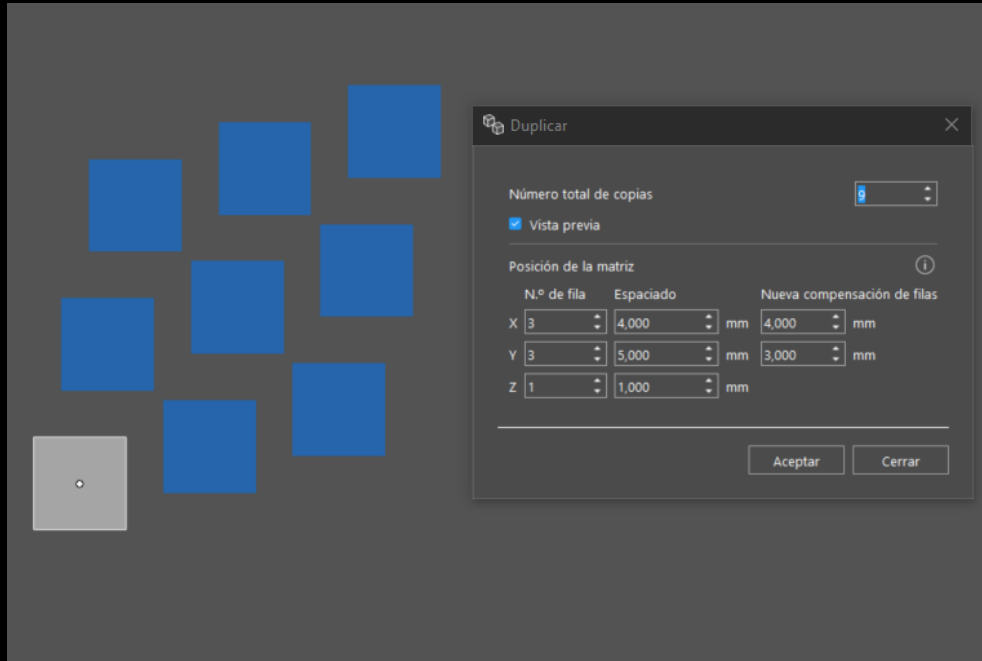 Duplicar
Número total de copias 9
Vista previa
Posición de la matriz
N.º de fila Espaciado Nueva compensación de filas
X 3 4,000 mm 4,000 mm
Y 3 5,000 mm 3,000 mm
Z 1 1,000 mm
Aceptar Cerrar